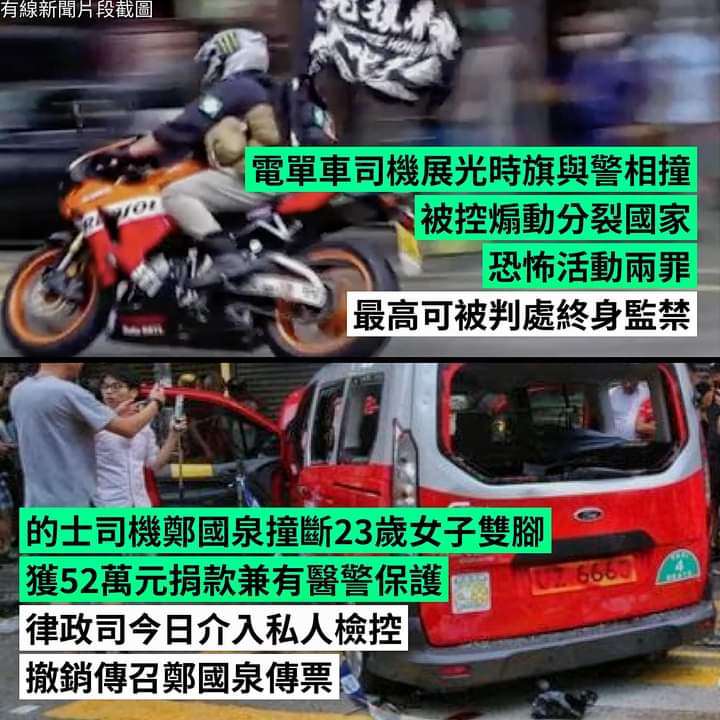 有線新聞片段截圖
電單車司機展光時旗與警相撞
被控煽動分裂國家
恐怖活動兩罪
最高可被判處終身監禁
的士司機鄭國泉撞斷23歲女子雙腳
獲52萬元捐款兼有醫警保護
律政司今日介入私人檢控
撤銷傳召鄭國泉傳票
Ford
4